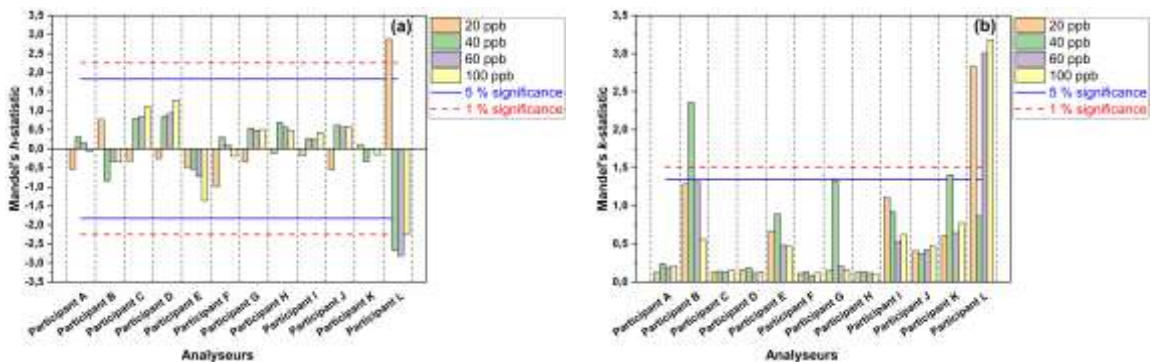 (a)
3,5
3,0
2,5
2,0
1,5
1,0
0,5
0,0
-0,5
-1,0
-1,5
-2,0
-2,5
-3,0
-3,5
Mandel's h-statistic
Participant A
Participant B
Participant C
Participant D
Participant E
Participant F
Participant G
Participant H
Participant I
Participant J
Participant K
Participant L
Analyseurs
20 ppb
40 ppb
60 ppb
100 ppb
5 % significance
1 % significance
(b)
3,5
3,0
2,5
2,0
1,5
1,0
0,5
0,0
Mandel's k-statistic
Participant A
Participant B
Participant C
Participant D
Participant E
Participant F
Participant G
Participant H
Participant I
Participant J
Participant K
Participant L
Analyseurs
20 ppb
40 ppb
60 ppb
100 ppb
5 % significance
1 % significance